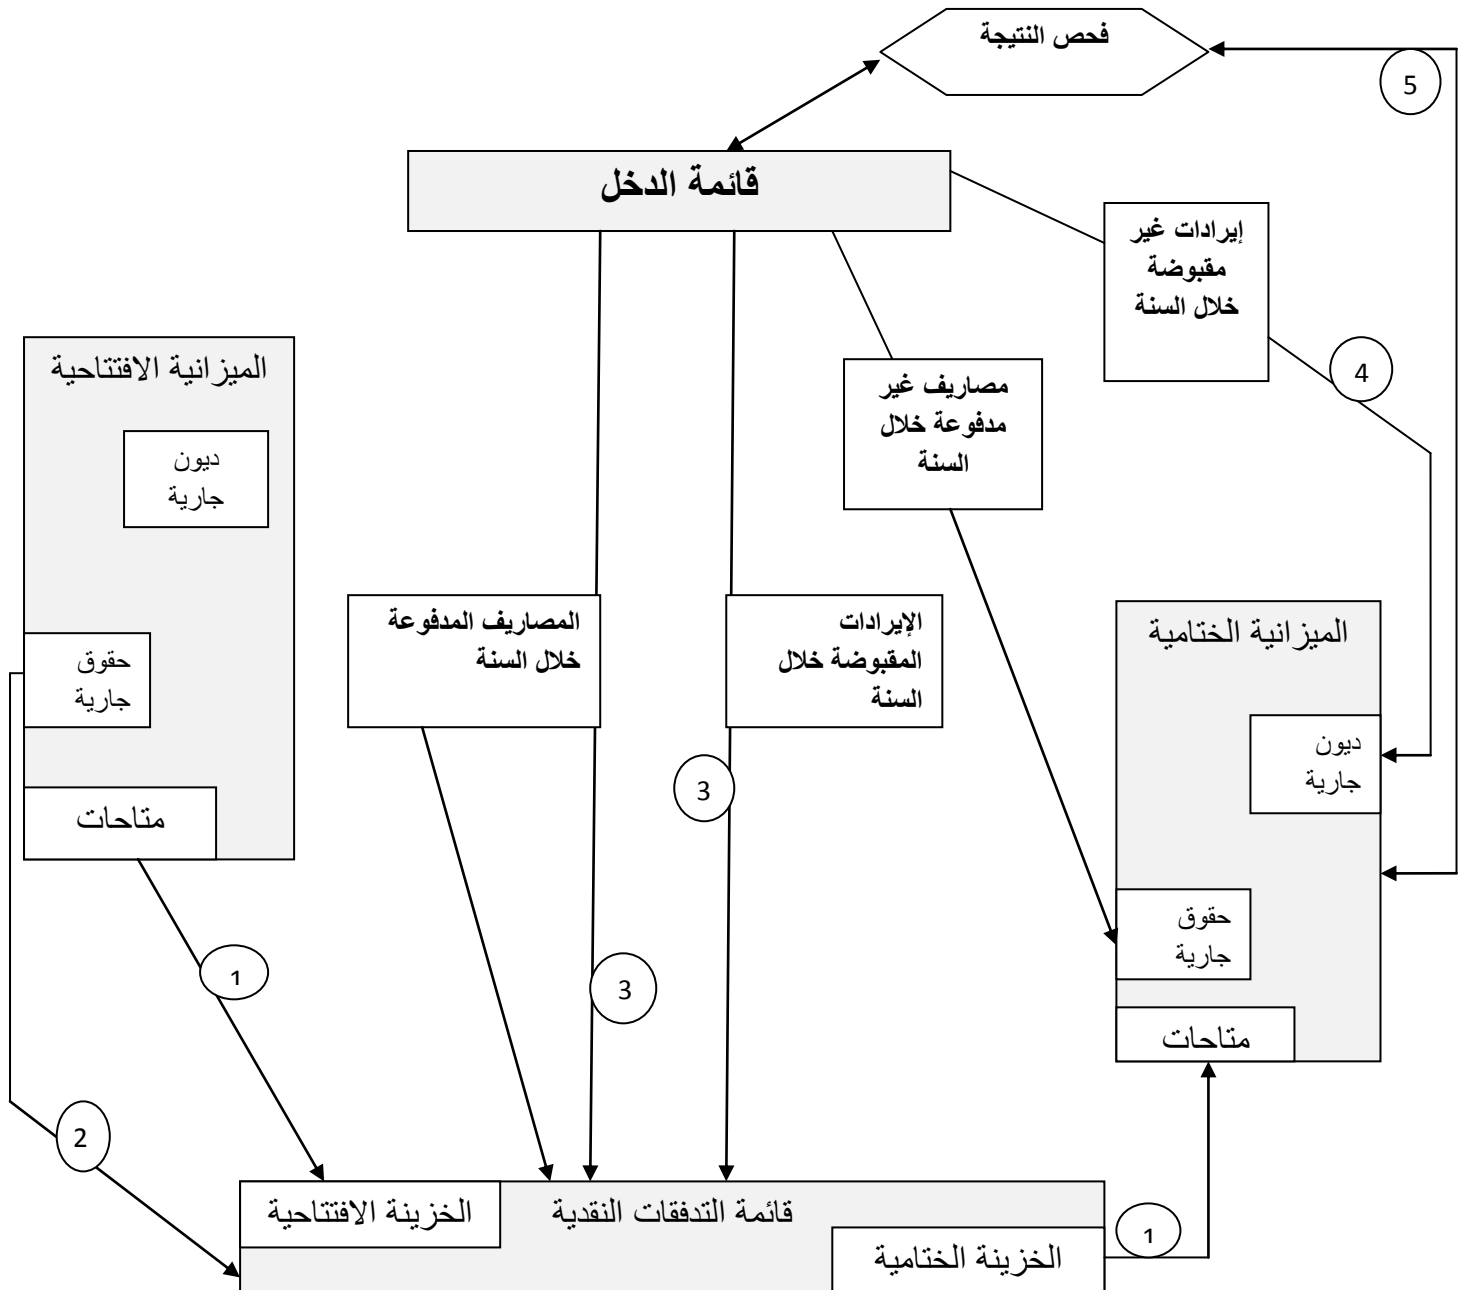 فحص النتيجة
5
قائمة الدخل
إيرادات غير
مقبوضة
خلال السنة
4
مصاريف غير
مدفوعة خلال
السنة
الميزانية الافتتاحية
ديون
جارية
حقوق
جارية
متاحات
المصاريف المدفوعة
خلال السنة
الإيرادات
المقبوضة خلال
السنة
3
3
الميزانية الختامية
ديون
جارية
حقوق
جارية
متاحات
1
2
الخزينة الافتتاحية
قائمة التدفقات النقدية
الخزينة الختامية
1